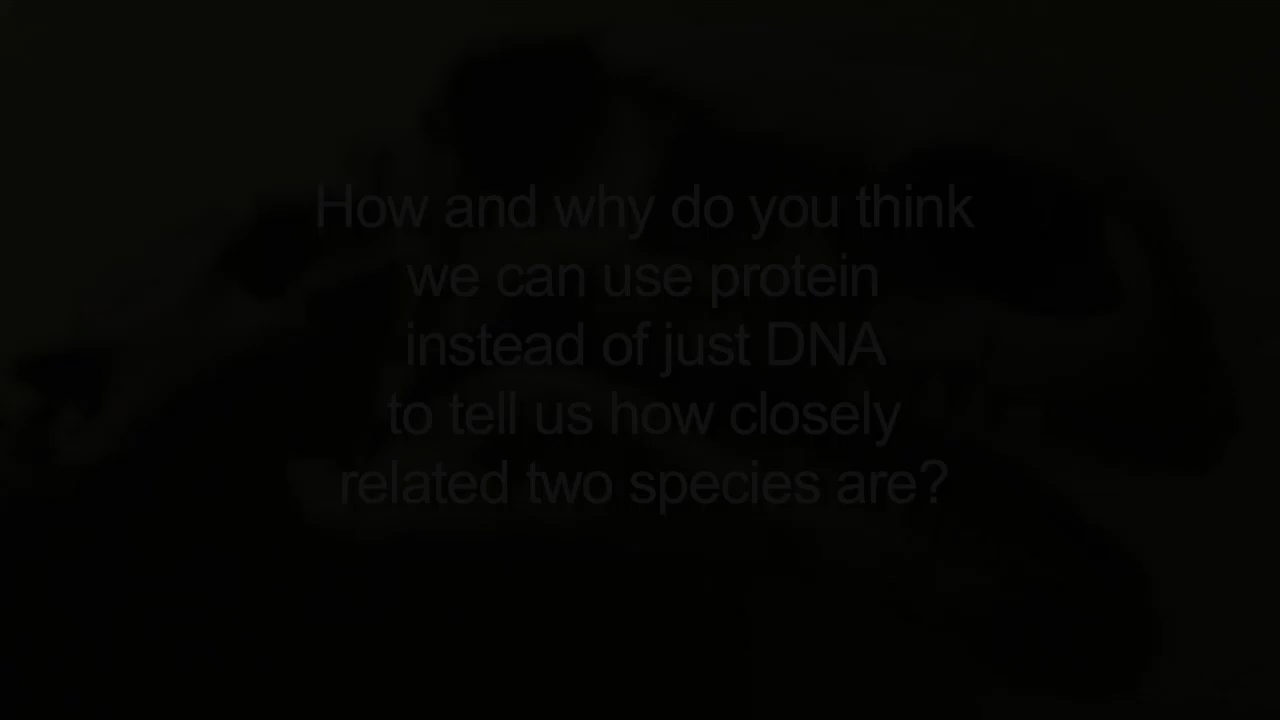 How and why do you think
we can use protein
instead of just DNA
to tell us how closely
related two species are?